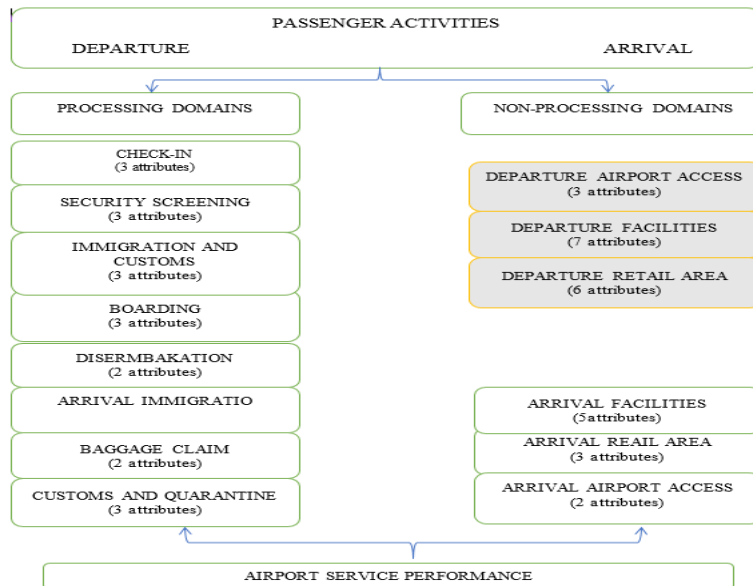 PASSENGER ACTIVITIES
DEPARTURE ARRIVAL
PROCESSING DOMAINS
NON-PROCESSING DOMAINS
CHECK-IN
(3 attributes)
SECURITY SCREENING
(3 attributes)
IMMIGRATION AND
CUSTOMS
(3 attributes)
BOARDING
(3 attributes)
DISERMBAKATION
(2 attributes)
ARRIVAL IMMIGRATIO
BAGGAGE CLAIM
(2 attributes)
CUSTOMS AND QUARANTINE
(3 attributes)
DEPARTURE AIRPORT ACCESS
(3 attributes)
DEPARTURE FACILITIES
(7 attributes)
DEPARTURE RETAIL AREA
(6 attributes)
ARRIVAL FACILITIES
(5attributes)
ARRIVAL REAIL AREA
(3 attributes)
ARRIVAL AIRPORT ACCESS
(2 attributes)
AIRPORT SERVICE PERFORMANCE